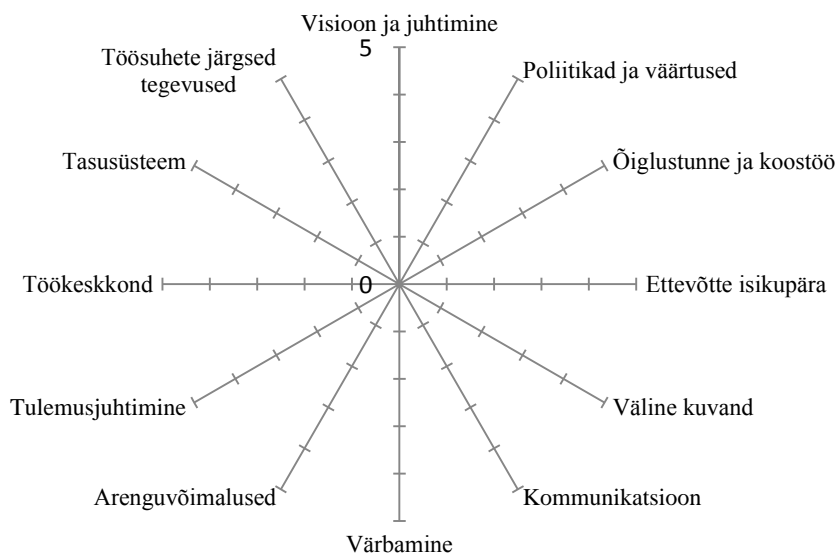 Visioon ja juhtimine
5
Töösuhete järgsed
tegevused
Poliitikad ja väärtused
Tasusüsteem
Õiglustunne ja koostöö
Töökeskkond
0
Ettevõtte isikupära
Tulemusjuhtimine
Väline kuvand
Arenguvõimalused
Kommunikatsioon
Värbamine